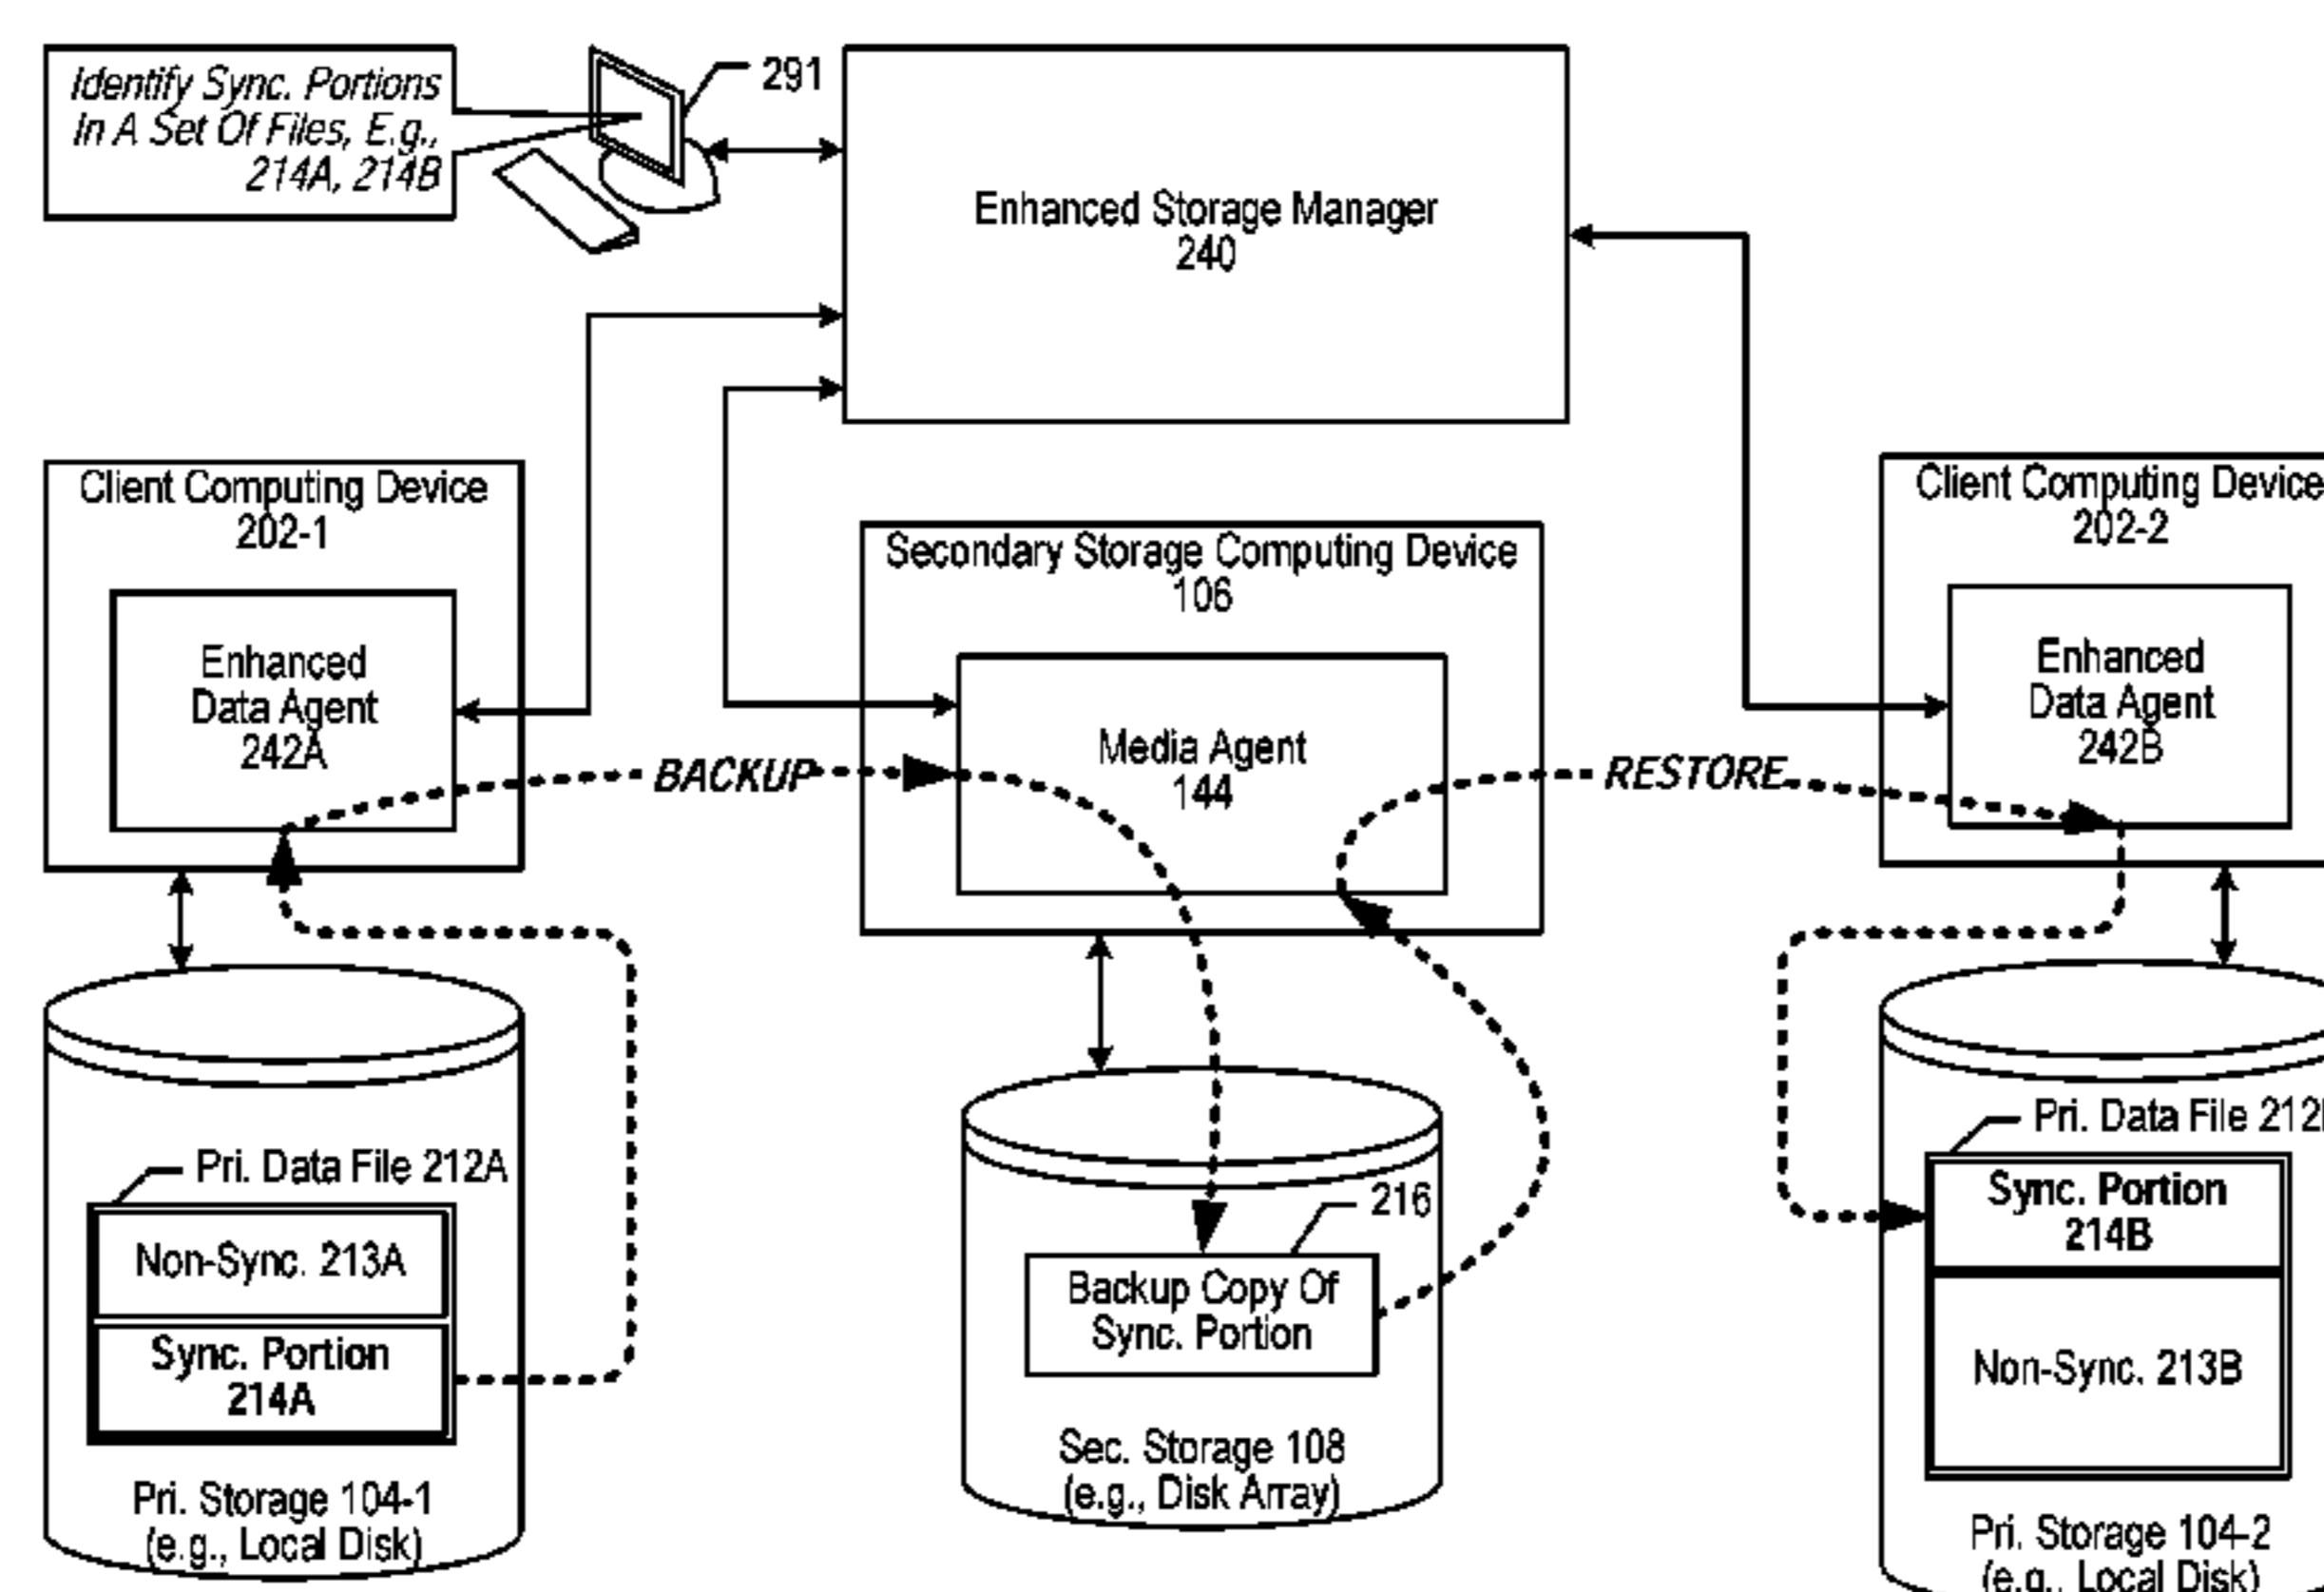 Identify Sync. Portions
In A Set Of Files, E.g.,
214A, 214B
291
Enhanced Storage Manager
240
Client Computing Device
202-1
Enhanced
Data Agent
242A
Secondary Storage Computing Device
106
Media Agent
144
Client Computing Device
202-2
Enhanced
Data Agent
242B
BACKUP
RESTORE
Pri. Data File 212A
Non-Sync. 213A
Sync. Portion
214A
Pri. Storage 104-1
(e.g., Local Disk)
216
Backup Copy Of
Sync. Portion
Sec. Storage 108
(e.g., Disk Array)
Pri. Data File
Sync. Portion
214B
Non-Sync. 213B
Pri. Storage 104-2
(e.g., Local Disk)